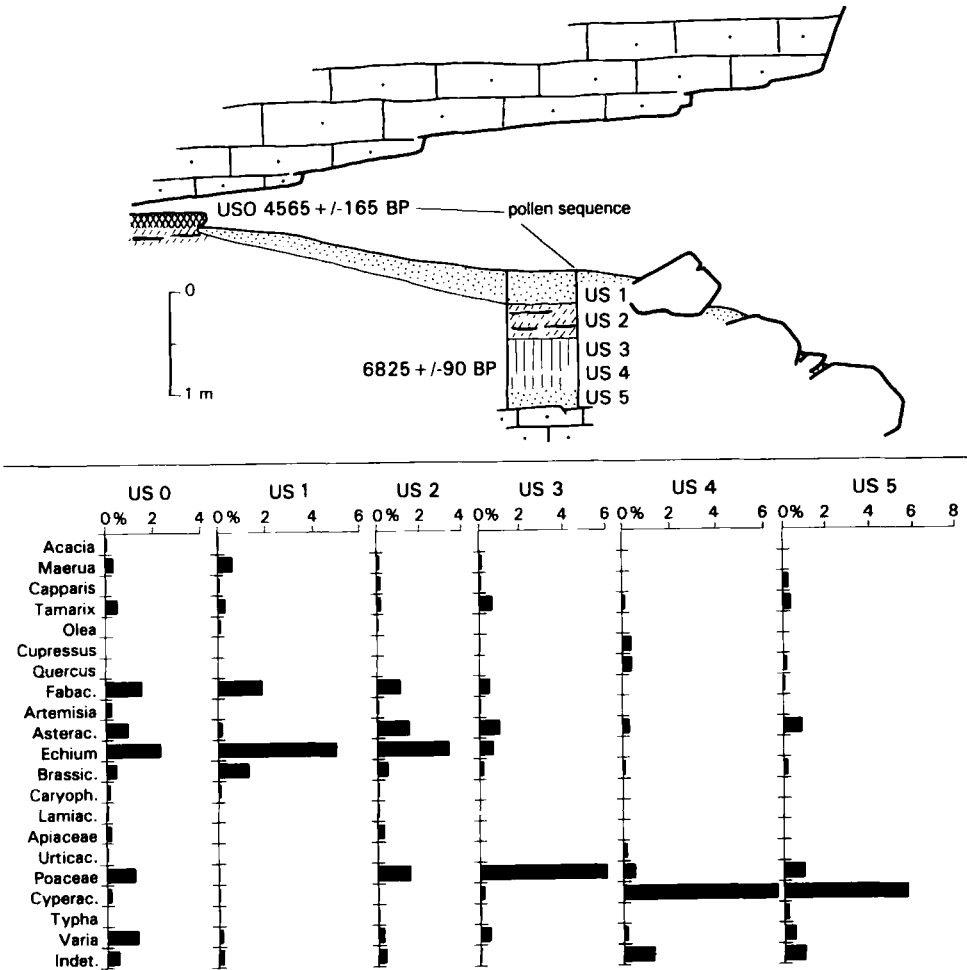 USO 4565 +/-165 BP
pollen sequence
0
US 1
US 2
6825 +/-90 BP
US 3
US 4
1 m
US 5
US 0 US 1 US 2 US 3 US 4 US 5
0 % 2 4 0 % 2 4 6 0 % 2 4 0 % 2 4 6 0 % 2 4 6 0 % 2 4 6 8
Acacia
Maerua
Capparis
Tamarix
Olea
Cupressus
Quercus
Fabac.
Artemisia
Asterac.
Echium
Brassic.
Caryoph.
Lamiac.
Apiaceae
Urticac.
Poaceae
Cyperac.
Typha
Varia
Indet.